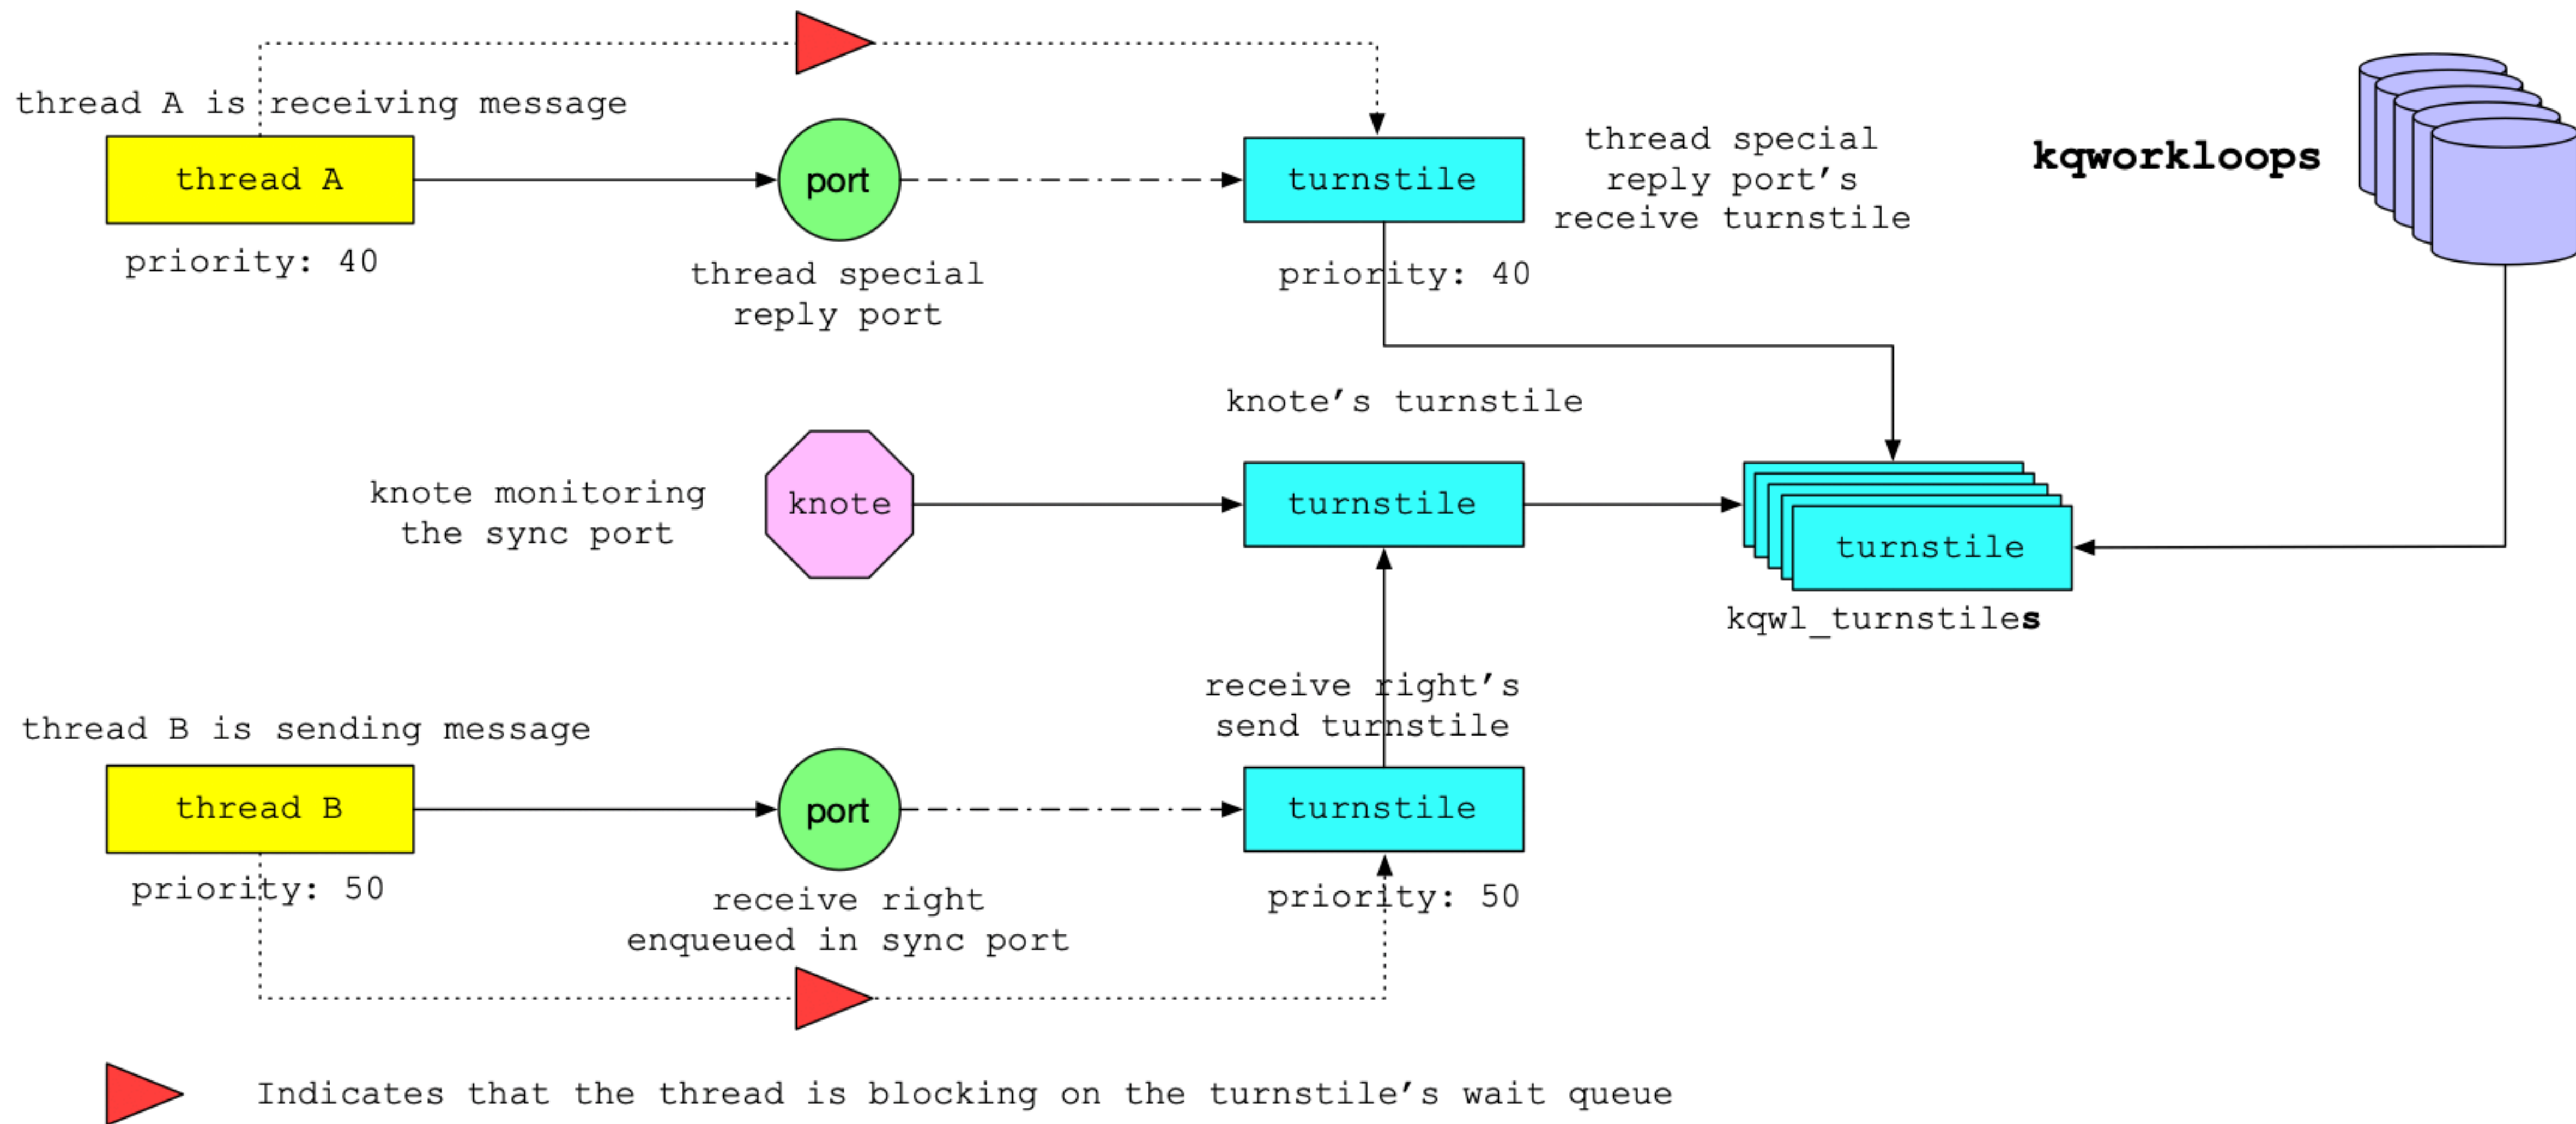 thread A is receiving message
thread A
priority: 40
port
thread special
reply port
turnstile
priority: 40
thread special
reply port’s
receive turnstile
kqworkloops
knote monitoring
the sync port
knote
knote’s turnstile
turnstile
turnstile
kqwl_turnstiles
receive right’s
send turnstile
thread B is sending message
thread B
priority: 50
port
receive right
enqueued in sync port
turnstile
priority: 50
Indicates that the thread is blocking on the turnstile’s wait queue